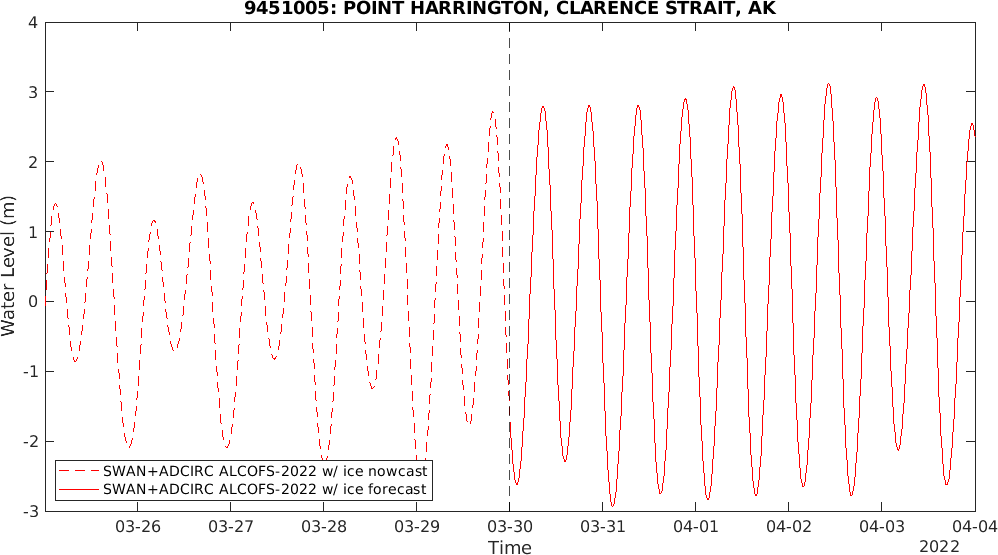 9451005: POINT HARRINGTON, CLARENCE STRAIT, AK
4
3
2
1
0
-1
-2
-3
Water Level (m)
SWAN+ADCIRC ALCOFS-2022 w/ ice nowcast
SWAN+ADCIRC ALCOFS-2022 w/ ice forecast
03-26 03-27 03-28 03-29 03-30 03-31 04-01 04-02 04-03 04-04
Time
2022